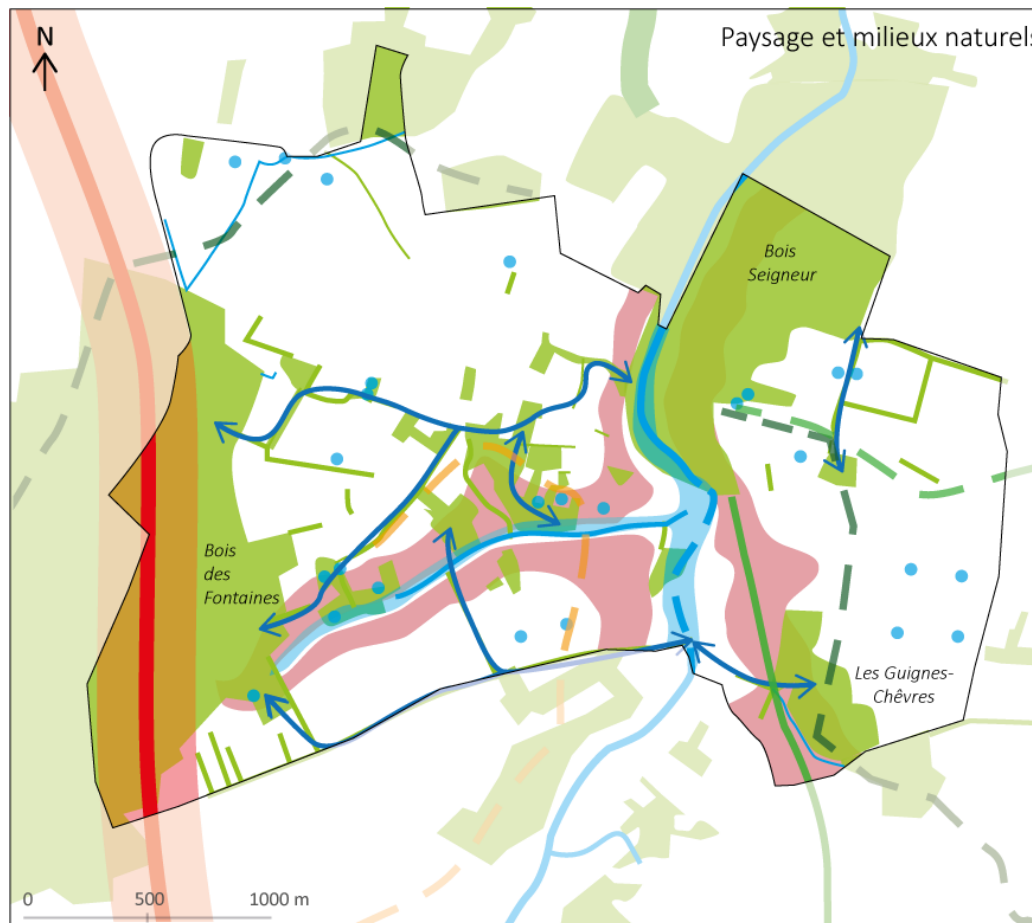 Paysage et milieux naturels
N
Bois
Seigneur
Bois
des
Fontaines
Les Guignes-
Chêvres
0 500 1000 m